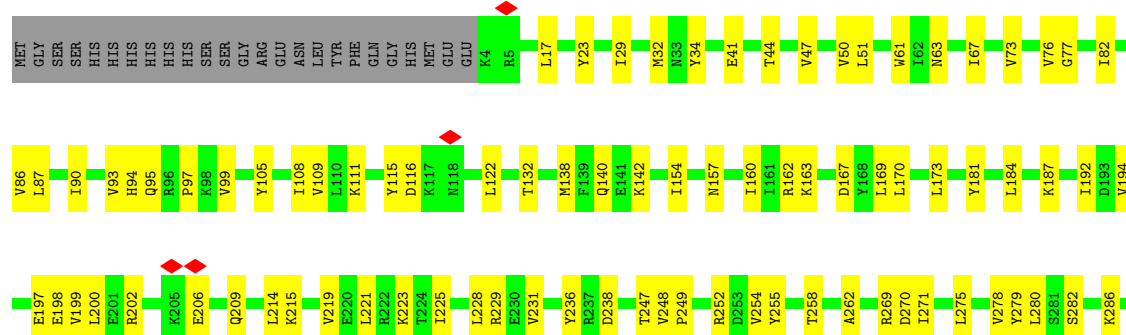 MET GLY SER SER HIS HIS HIS HIS HIS HIS SER SER GLY ARG GLU ASN LEU TYR PHE GLN GLY HIS MET GLU GLU K4 R5 L17 Y23 I29 M32 N33 Y34 E41 T44 V47 V50 L51 W61 I62 N63 I67 V73 V76 G77 I82
V86 L87 I90 V93 H94 Q95 R96 P97 K98 V99 Y105 I108 V109 L110 K111 Y115 D116 K117 N118 L122 T132 M138 F139 Q140 E141 K142 I154 N157 I160 I161 R162 K163 D167 Y168 L169 L170 L173 Y181 L184 K187 I192 D193 V194
E197 E198 V199 L200 E201 R202 K205 E206 Q209 L214 K215 V219 E220 L221 R222 K223 T224 I225 L228 R229 E230 V231 Y236 R237 D238 T247 V248 P249 R252 D253 V254 Y255 T258 A262 R269 D270 I271 L275 V278 Y279 L280 S281 S282 K286